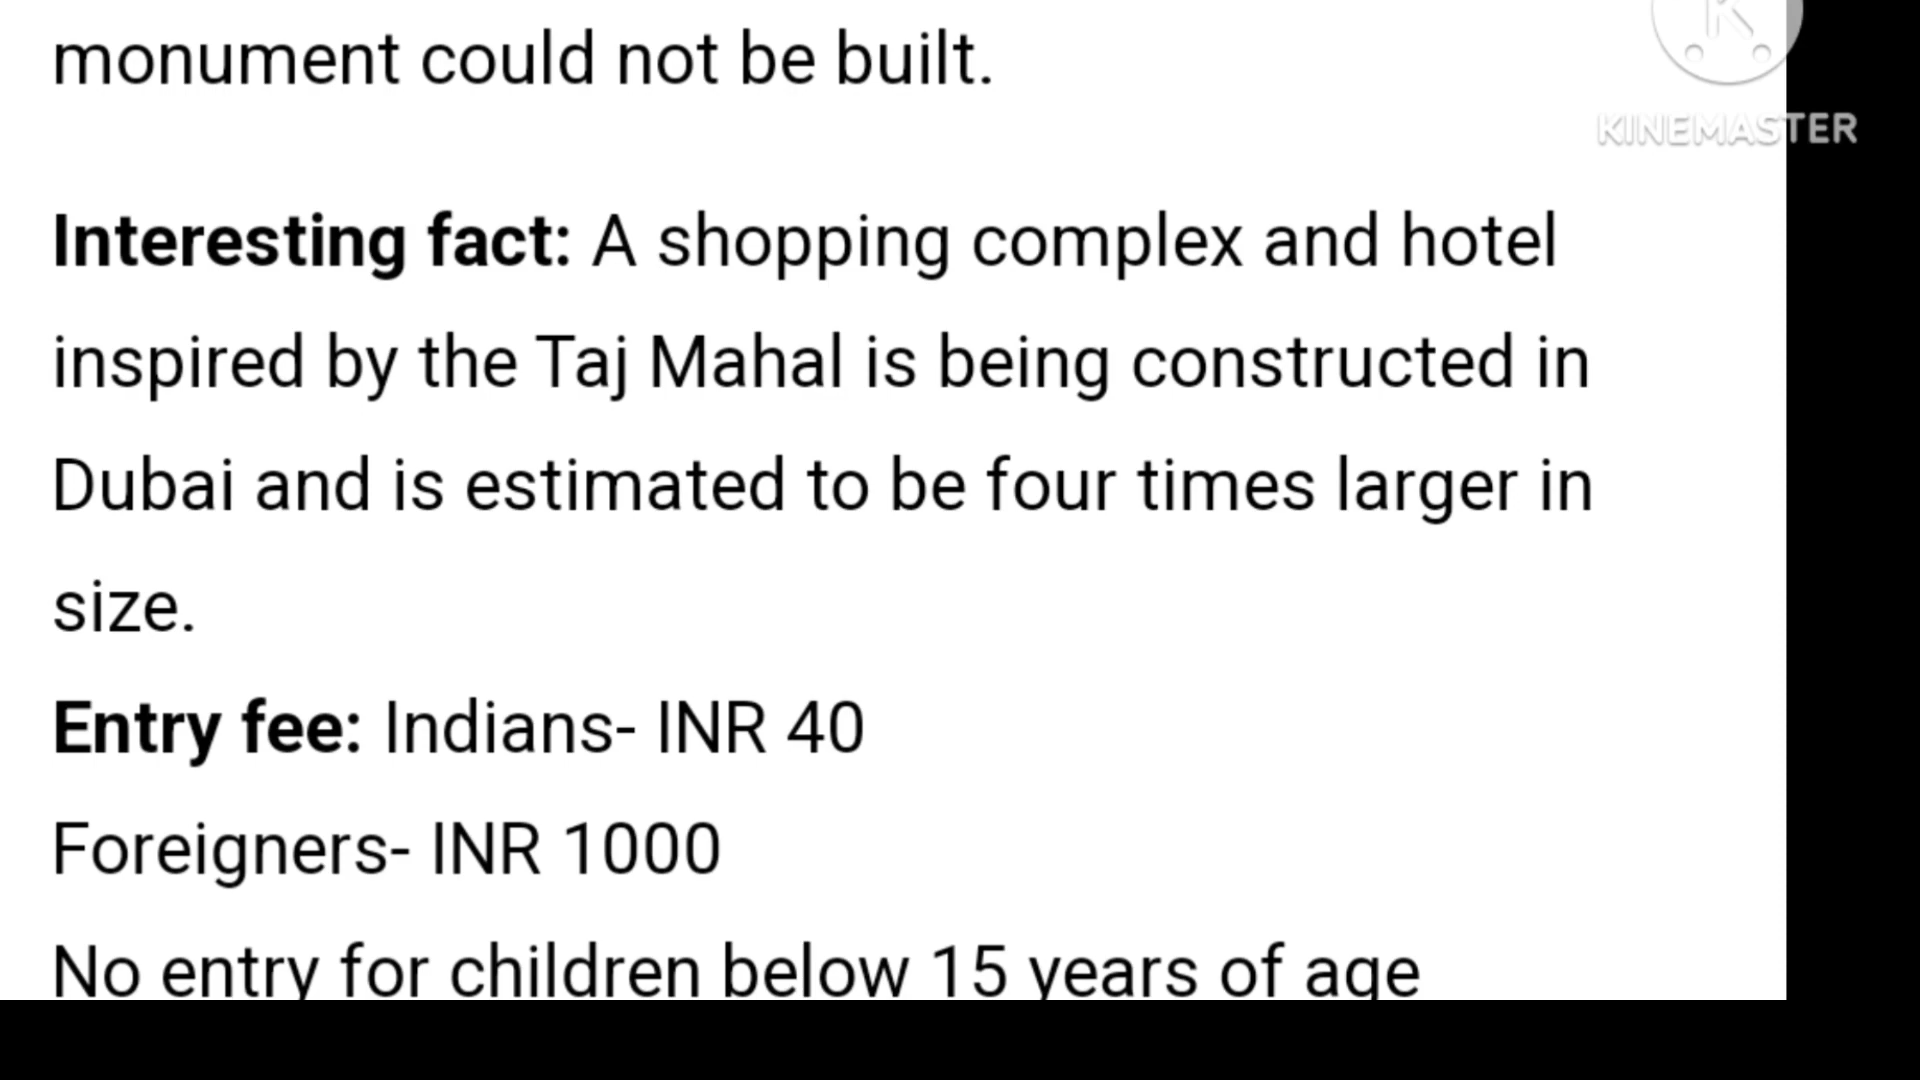 monument could not be built.
KINEMASTER
Interesting fact: A shopping complex and hotel
inspired by the Taj Mahal is being constructed in
Dubai and is estimated to be four times larger in
size.
Entry fee: Indians- INR 40
Foreigners- INR 1000
No entry for children below 15 years of age